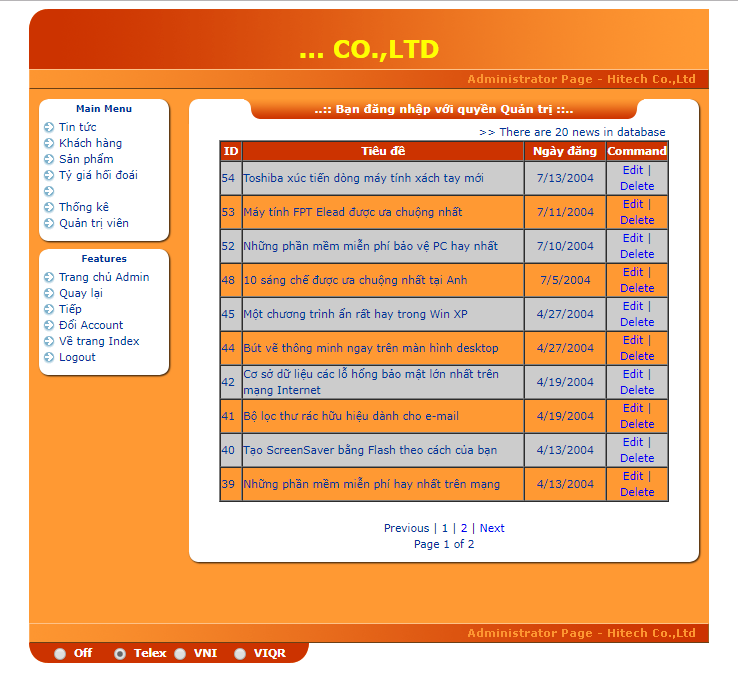 ... CO.,LTD
Administrator Page - Hitech Co.,Ltd
Main Menu
Tin tức
Khách hàng
Sản phẩm
Tỷ giá hối đoái
Thống kê
Quản trị viên
Features
Trang chủ Admin
Quay lại
Tiếp
Đổi Account
Về trang Index
Logout
..:: Bạn đăng nhập với quyền Quản trị ::..
>> There are 20 news in database
ID Tiêu đề Ngày đăng Command
54 Toshiba xúc tiến dòng máy tính xách tay mới 7/13/2004 Edit |
Delete
53 Máy tính FPT Elead được ưa chuộng nhất 7/11/2004 Edit |
Delete
52 Những phần mềm miễn phí bảo vệ PC hay nhất 7/10/2004 Edit |
Delete
48 10 sáng chế được ưa chuộng nhất tại Anh 7/5/2004 Edit |
Delete
45 Một chương trình ẩn rất hay trong Win XP 4/27/2004 Edit |
Delete
44 Bút vẽ thông minh ngay trên màn hình desktop 4/27/2004 Edit |
Delete
42 Cơ sở dữ liệu các lỗ hổng bảo mật lớn nhất trên 4/19/2004 Edit |
mạng Internet Delete
41 Bộ lọc thư rác hữu hiệu dành cho e-mail 4/19/2004 Edit |
Delete
40 Tạo ScreenSaver bằng Flash theo cách của bạn 4/13/2004 Edit |
Delete
39 Những phần mềm miễn phí hay nhất trên mạng 4/13/2004 Edit |
Delete
Previous | 1 | 2 | Next
Page 1 of 2
Administrator Page - Hitech Co.,Ltd
Off Telex VNI VIQR